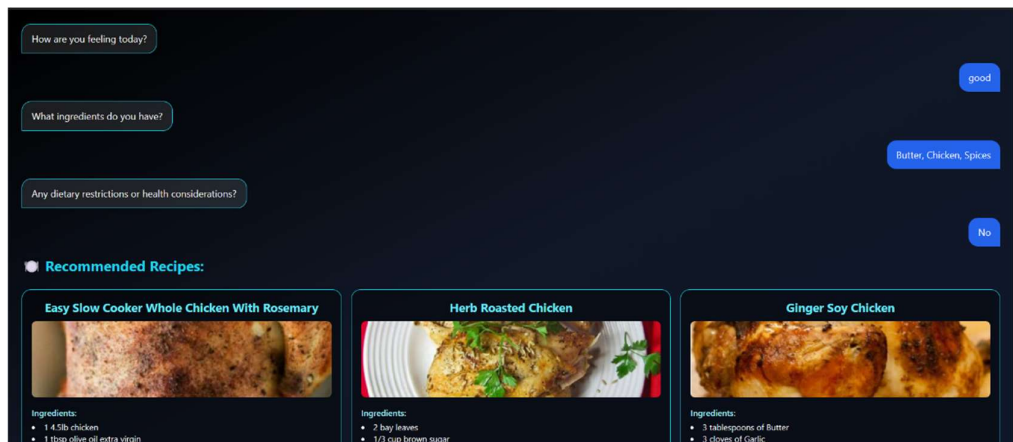 How are you feeling today?
good
What ingredients do you have?
Butter, Chicken, Spices
Any dietary restrictions or health considerations?
No
Recommended Recipes:
Easy Slow Cooker Whole Chicken With Rosemary
Ingredients:
• 1 4.5lb chicken
• 1 tbsp olive oil extra virgin
Herb Roasted Chicken
Ingredients:
• 2 bay leaves
• 1/3 cup brown sugar
Ginger Soy Chicken
Ingredients:
• 3 tablespoons of Butter
• 3 cloves of Garlic